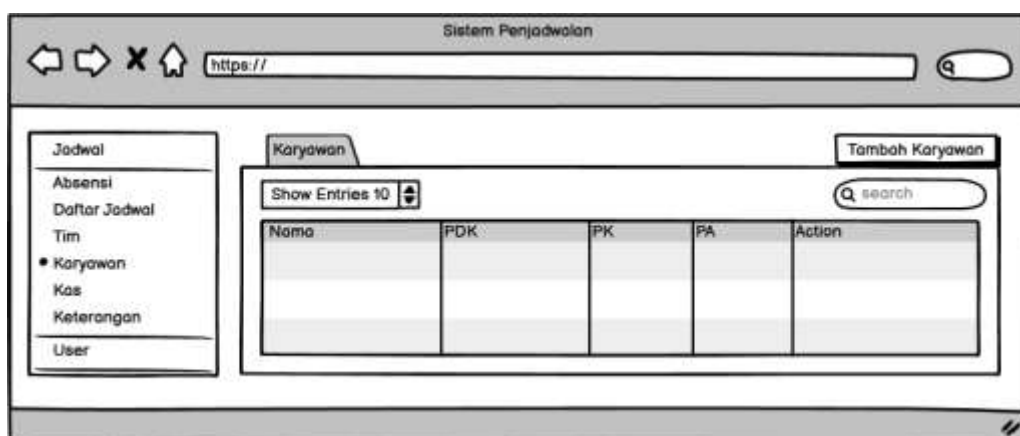 Sistem Penjadwalan
https://
Jadwal
Absensi
Daftar Jadwal
Tim
Karyawan
Kas
Keterangan
User
Karyawan
Tambah Karyawan
Show Entries 10
search
Nama PDK PK PA Action